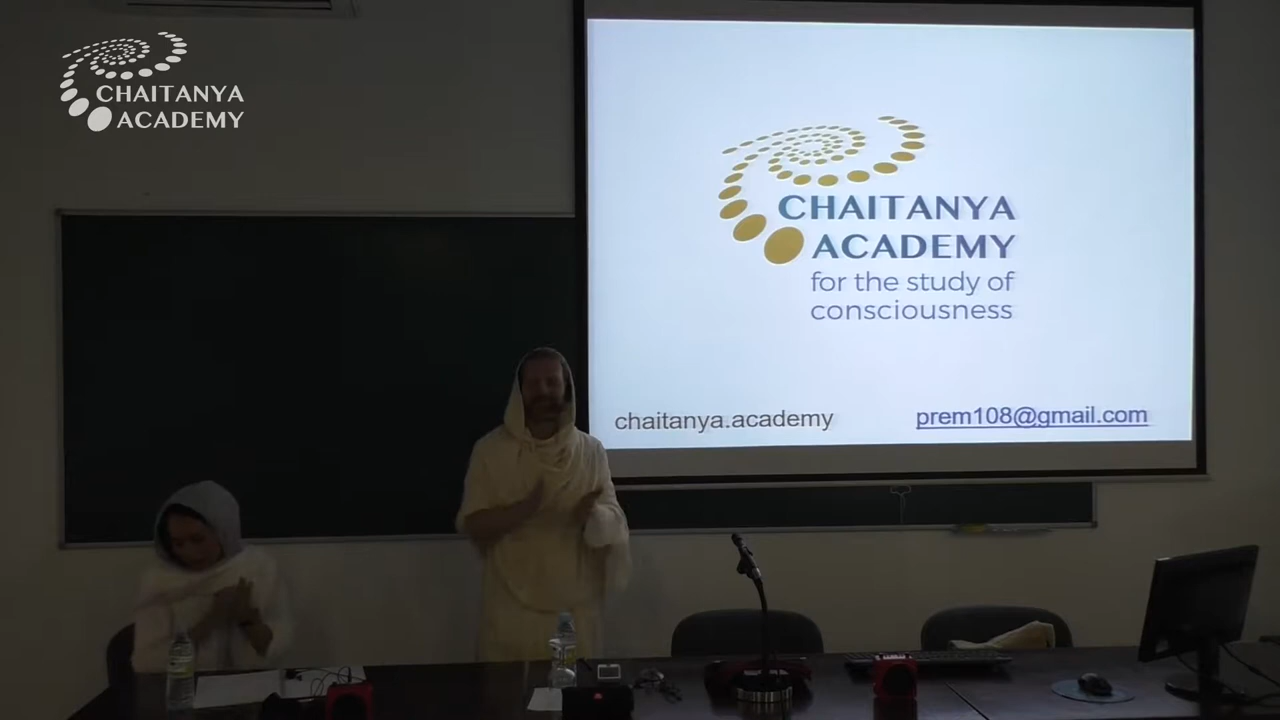 CHAITANYA
ACADEMY
CHAITANYA
ACADEMY
for the study of
consciousness
chaitanya.academy
prem108@gmail.com